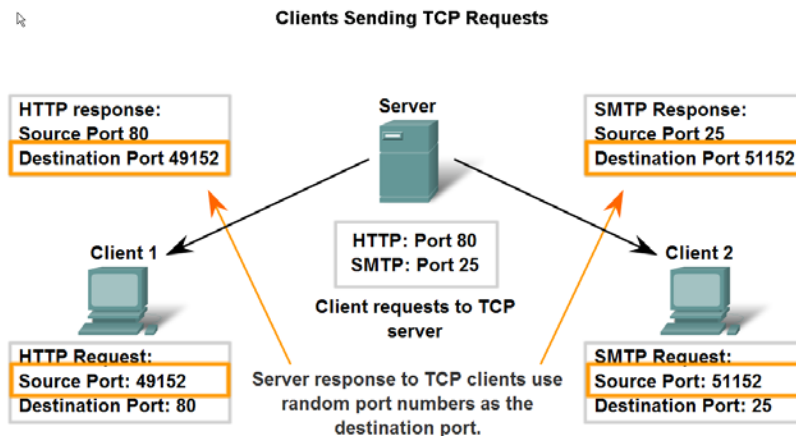 Clients Sending TCP Requests
HTTP response:
Source Port 80
Destination Port 49152
Server
SMTP Response:
Source Port 25
Destination Port 51152
HTTP: Port 80
SMTP: Port 25
Client 1
Client 2
Client requests to TCP
server
HTTP Request:
Source Port: 49152
Destination Port: 80
Server response to TCP clients use
random port numbers as the
destination port.
SMTP Request:
Source Port: 51152
Destination Port: 25